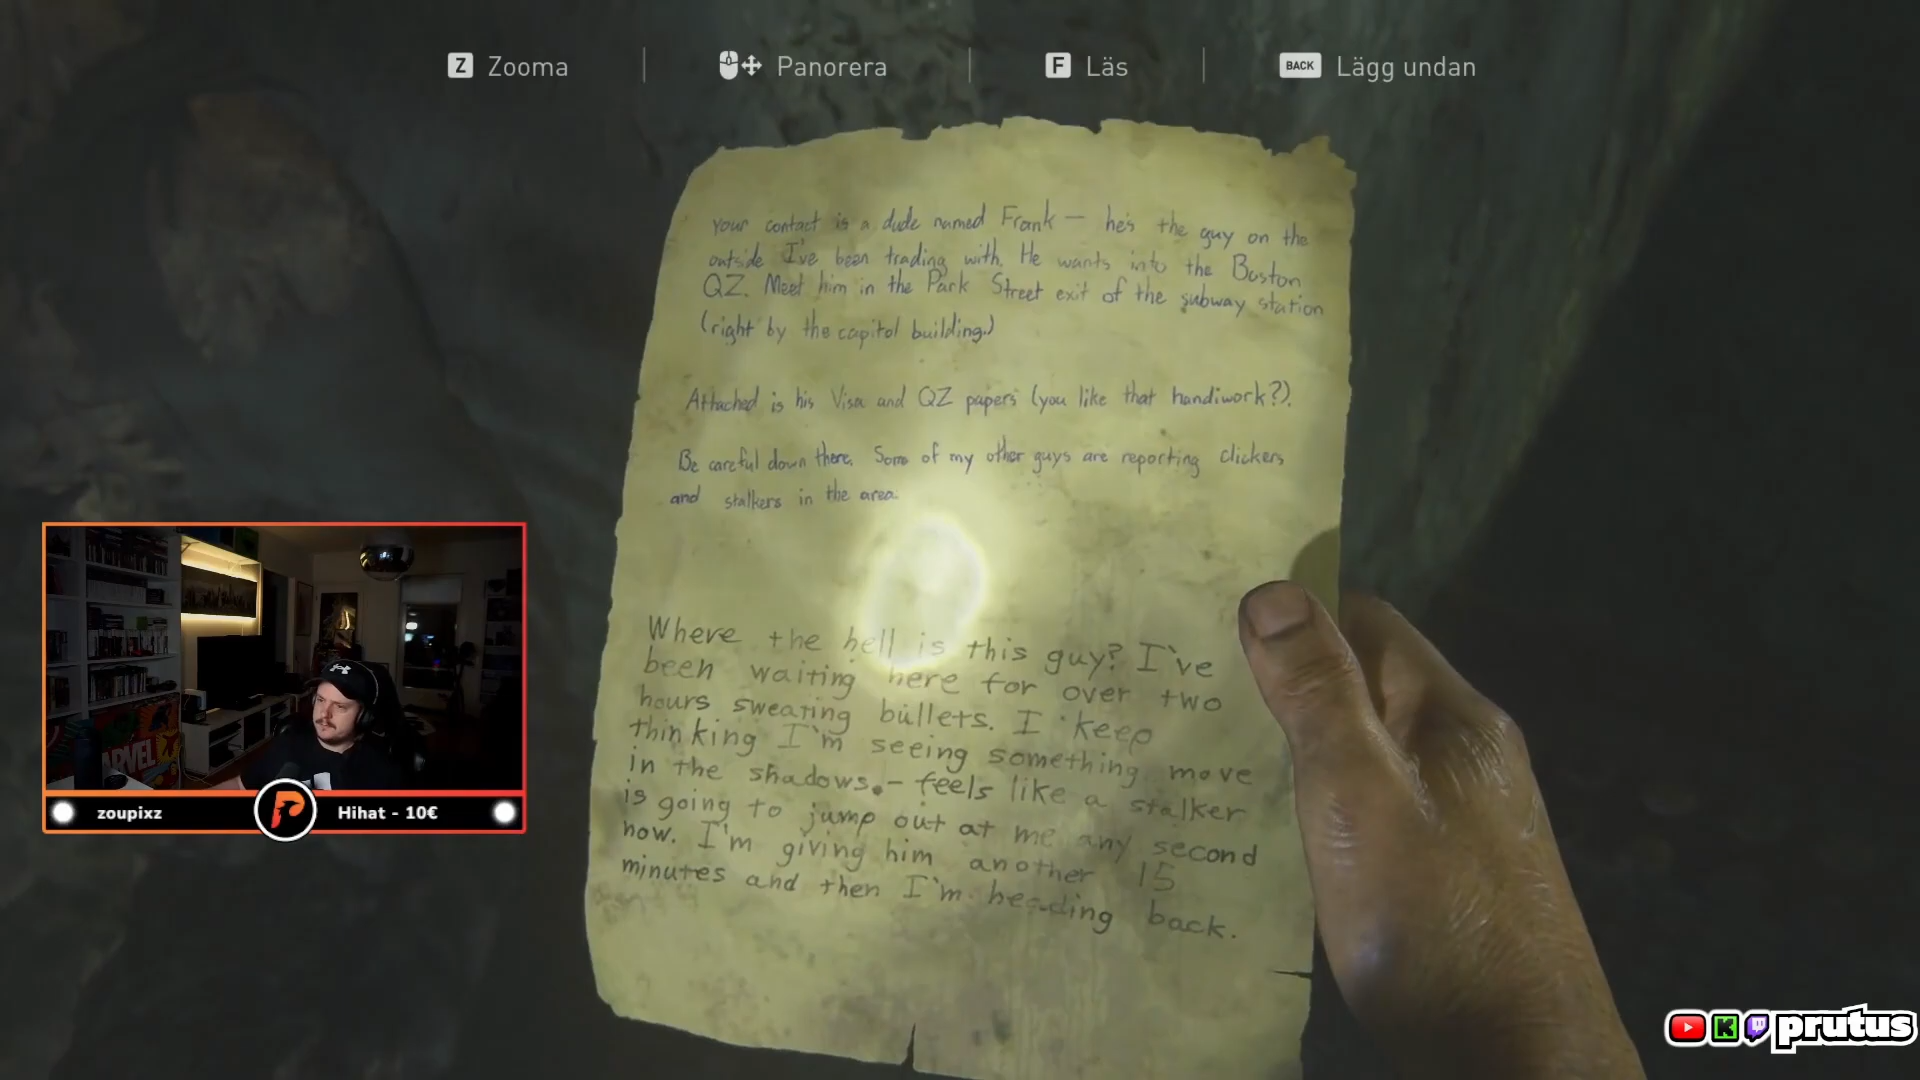 Z Zooma
Panorera
F Läs
BACK Lägg undan
Your contact is a dude named Frank — he's the guy on the
outside I've been trading with. He wants into the Boston
QZ. Meet him in the Park Street exit of the subway station
(right by the capitol building.)
Attached is his Visa and QZ papers (you like that handiwork?).
Be careful down there. Some of my other guys are reporting clickers
and stalkers in the area.
Where the hell is this guy? I've
been waiting here for over two
hours sweating bullets. I keep
thinking I'm seeing something move
in the shadows. - feels like a stalker
is going to jump out at me any second
now. I'm giving him another 15
minutes and then I'm heading back.
MARVEL
zoupixz
Hihat - 10€
prutus